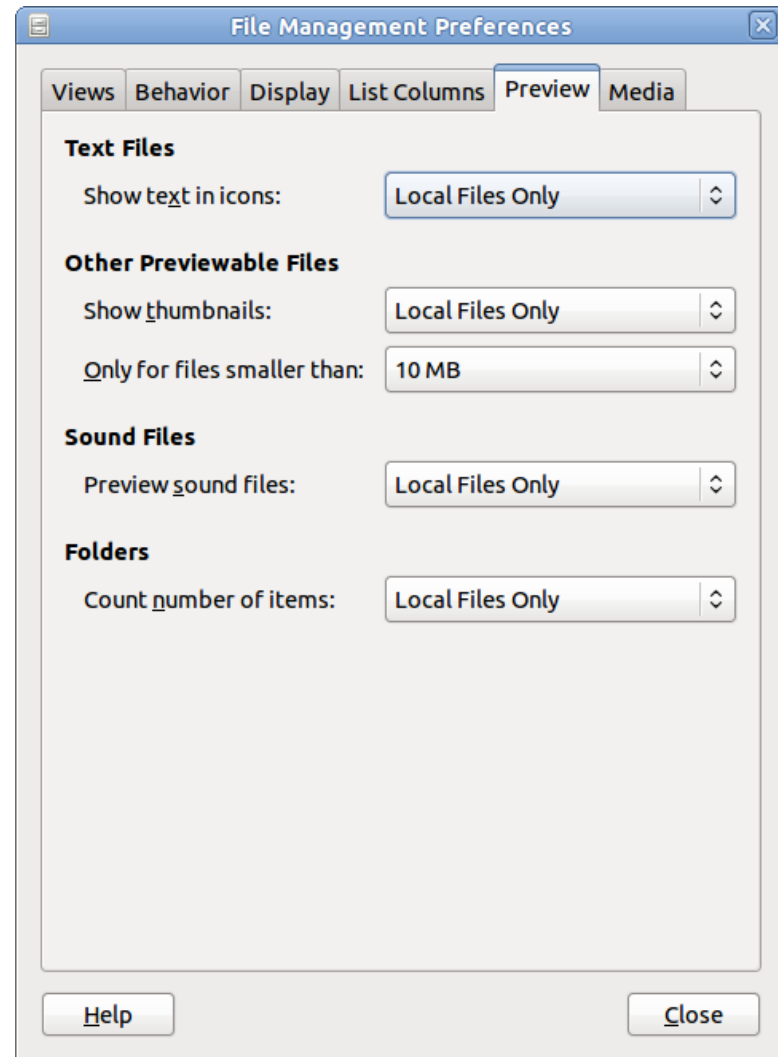 File Management Preferences
Views Behavior Display List Columns Preview Media
Text Files
Show text in icons: Local Files Only
Other Previewable Files
Show thumbnails: Local Files Only
Only for files smaller than: 10 MB
Sound Files
Preview sound files: Local Files Only
Folders
Count number of items: Local Files Only
Help Close